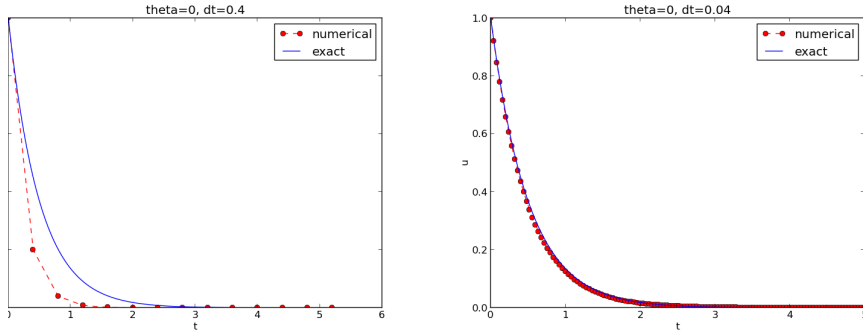 theta=0, dt=0.4
numerical
exact
0 1 2 3 4 5 6
t
theta=0, dt=0.04
numerical
exact
1.0
0.8
0.6
0.4
0.2
0.0
u
0 1 2 3 4
t